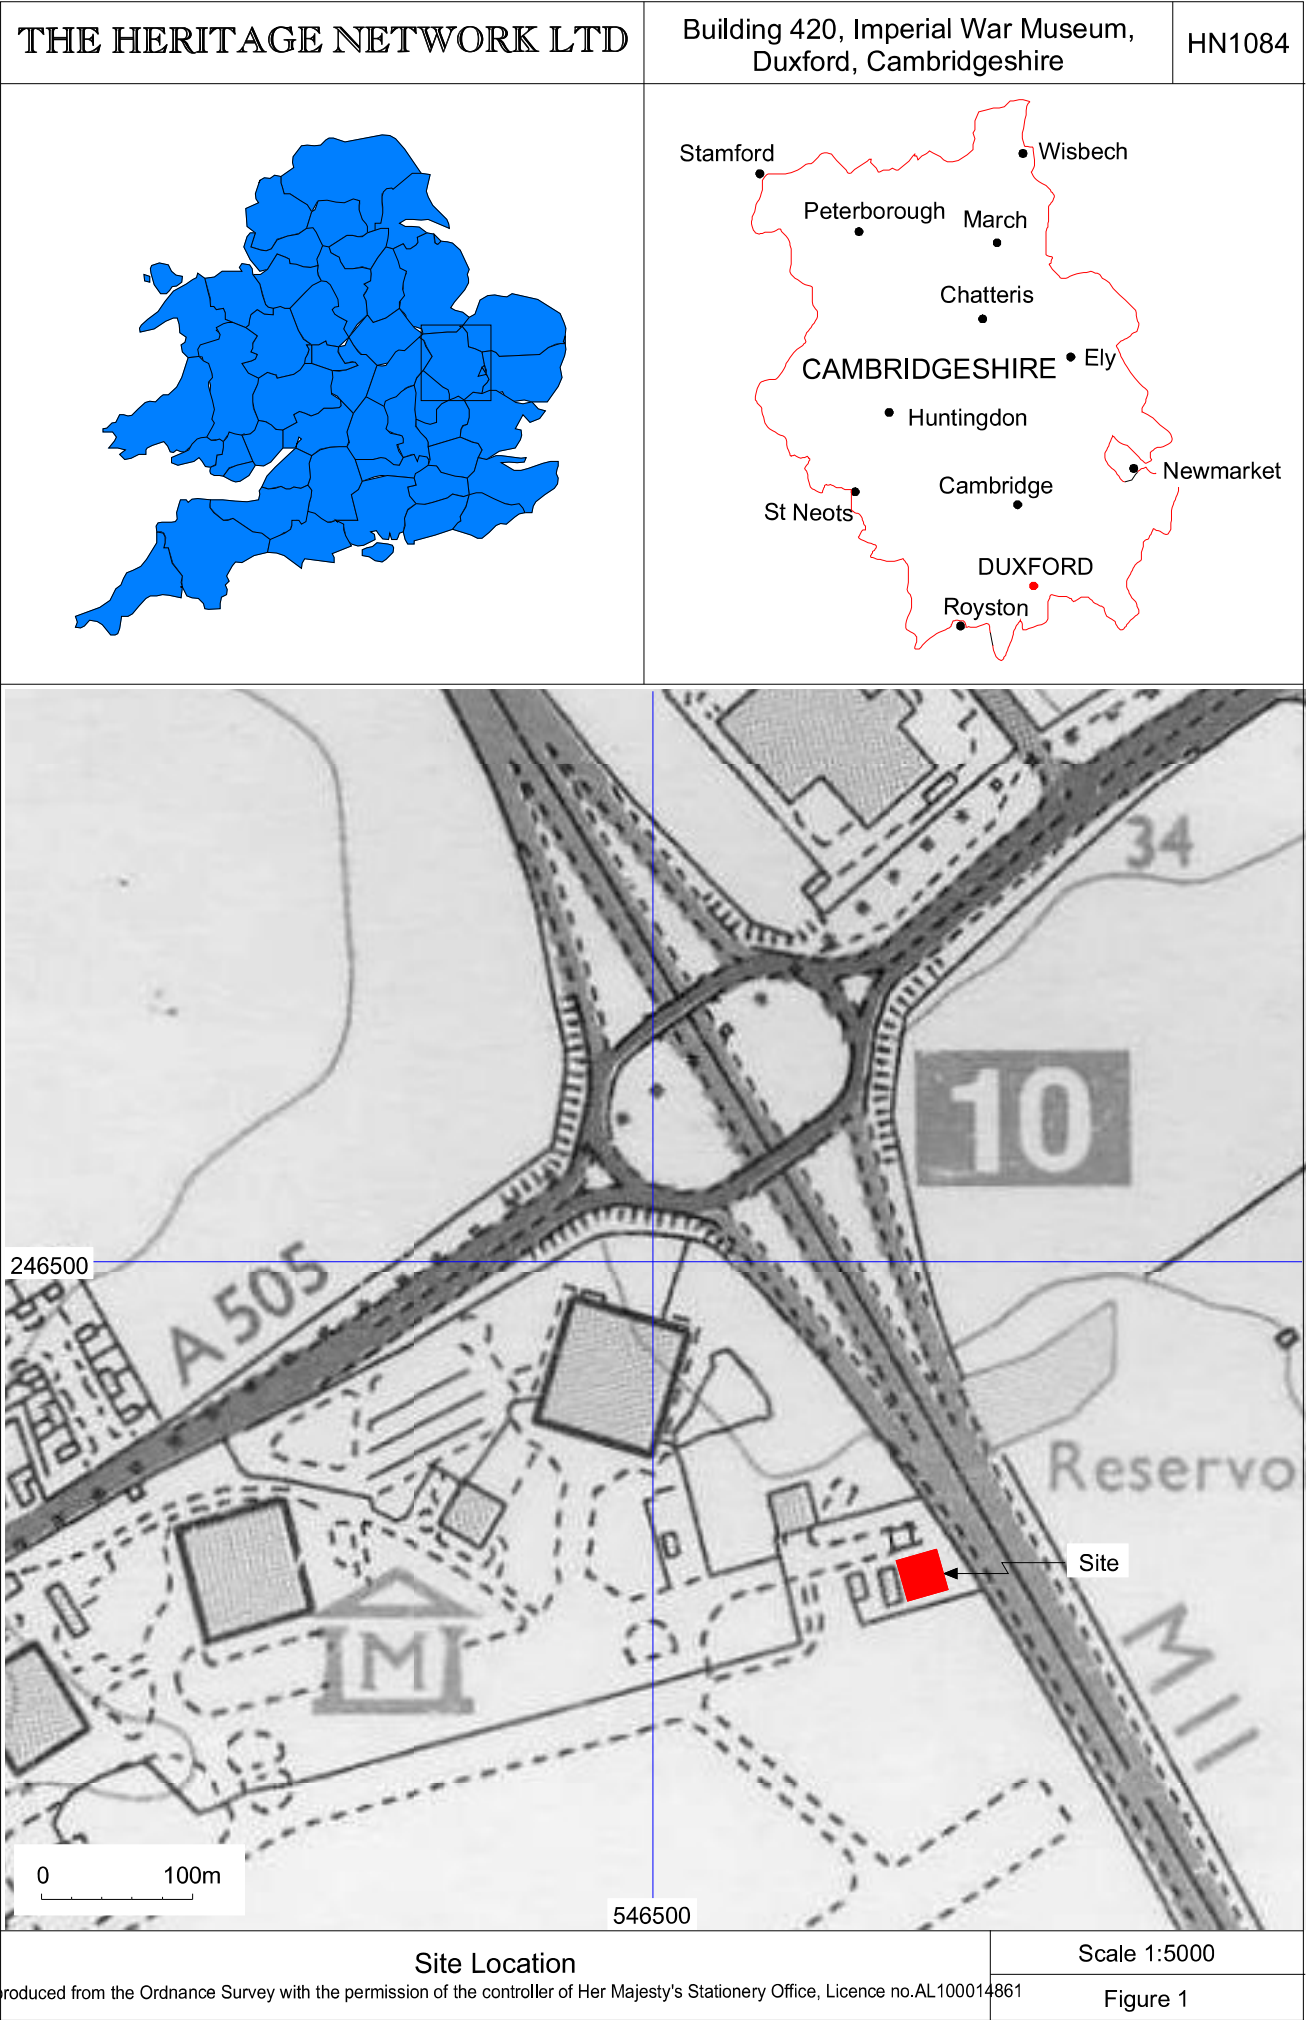 THE HERITAGE NETWORK LTD
Building 420, Imperial War Museum,
Duxford, Cambridgeshire
HN1084
Stamford
Wisbech
Peterborough
March
Chatteris
CAMBRIDGESHIRE
Ely
Huntingdon
Newmarket
Cambridge
St Neots
DUXFORD
Royston
34
10
246500
A 505
Reservo
Site
M
M11
0 100m
546500
Site Location
Scale 1:5000
produced from the Ordnance Survey with the permission of the controller of Her Majesty's Stationery Office, Licence no.AL100014861
Figure 1